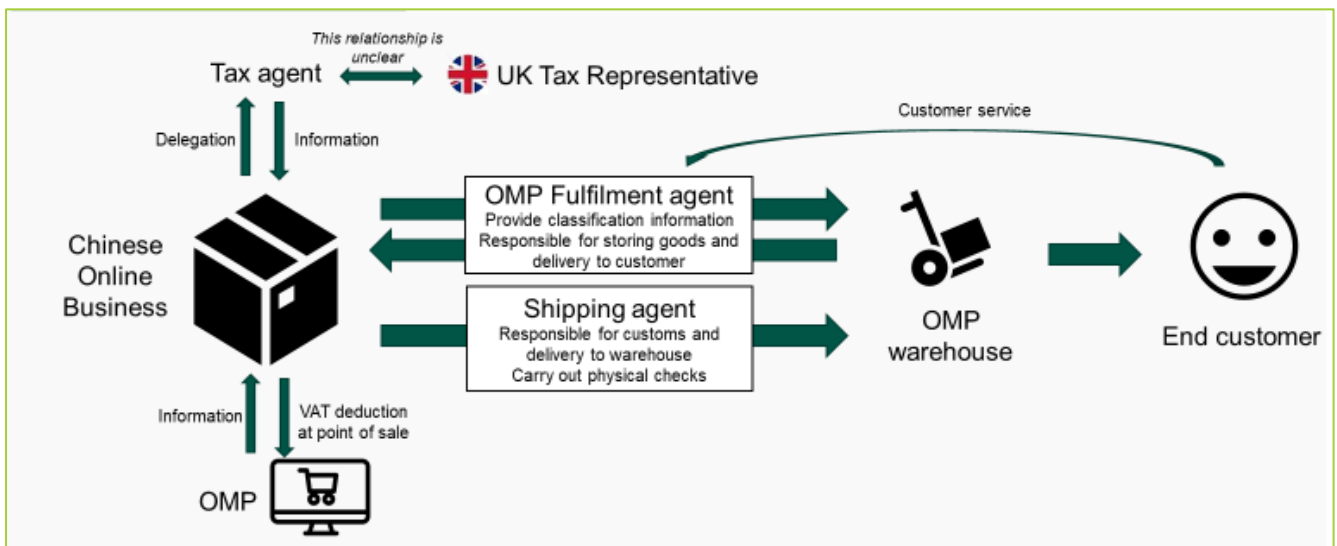 This relationship is
unclear
Tax agent
UK Tax Representative
Delegation
Information
Customer service
OMP Fulfilment agent
Provide classification information
Responsible for storing goods and
delivery to customer
Chinese
Online
Business
Shipping agent
Responsible for customs and
delivery to warehouse
Carry out physical checks
OMP
warehouse
End customer
Information
VAT deduction
at point of sale
OMP